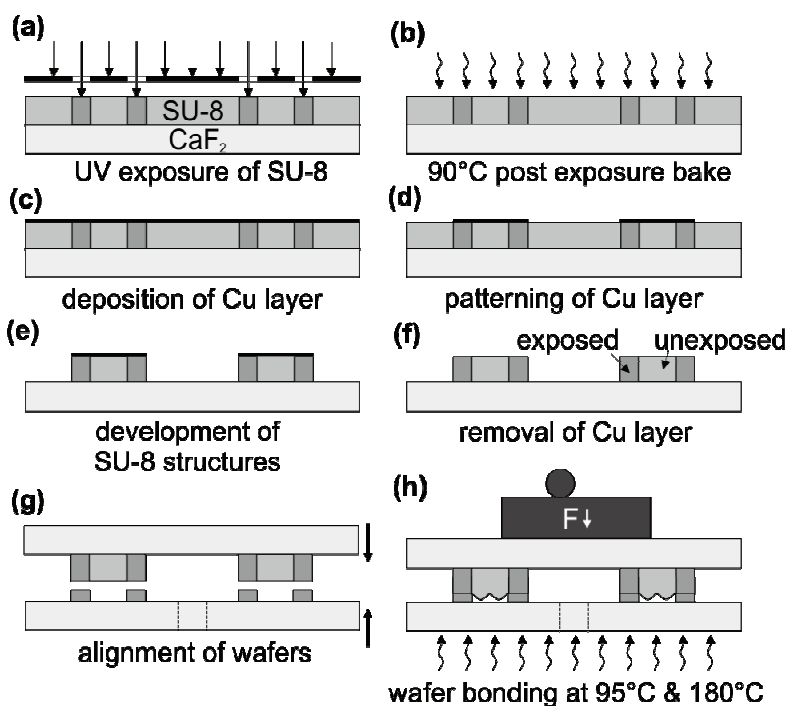 (a)
SU-8
CaF₂
UV exposure of SU-8
(b)
90°C post exposure bake
(c)
deposition of Cu layer
(d)
patterning of Cu layer
(e)
development of
SU-8 structures
(f)
exposed unexposed
removal of Cu layer
(g)
alignment of wafers
(h)
F
wafer bonding at 95°C & 180°C